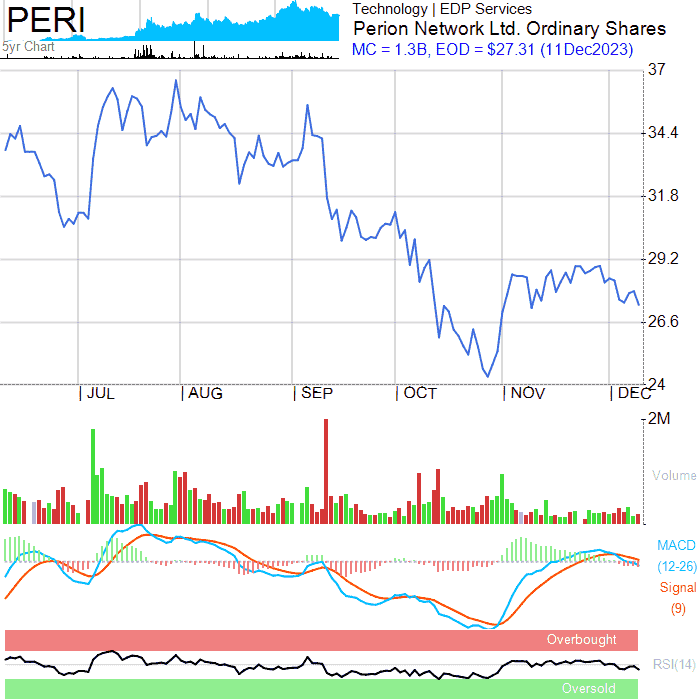 PERI
5yr Chart
Technology | EDP Services
Perion Network Ltd. Ordinary Shares
MC = 1.3B, EOD = $27.31 (11Dec2023)
37
34.4
31.8
29.2
26.6
24
| JUL | AUG | SEP | OCT | NOV | DEC
2M
Volume
MACD
(12-26)
Signal
(9)
Overbought
RSI(14)
Oversold